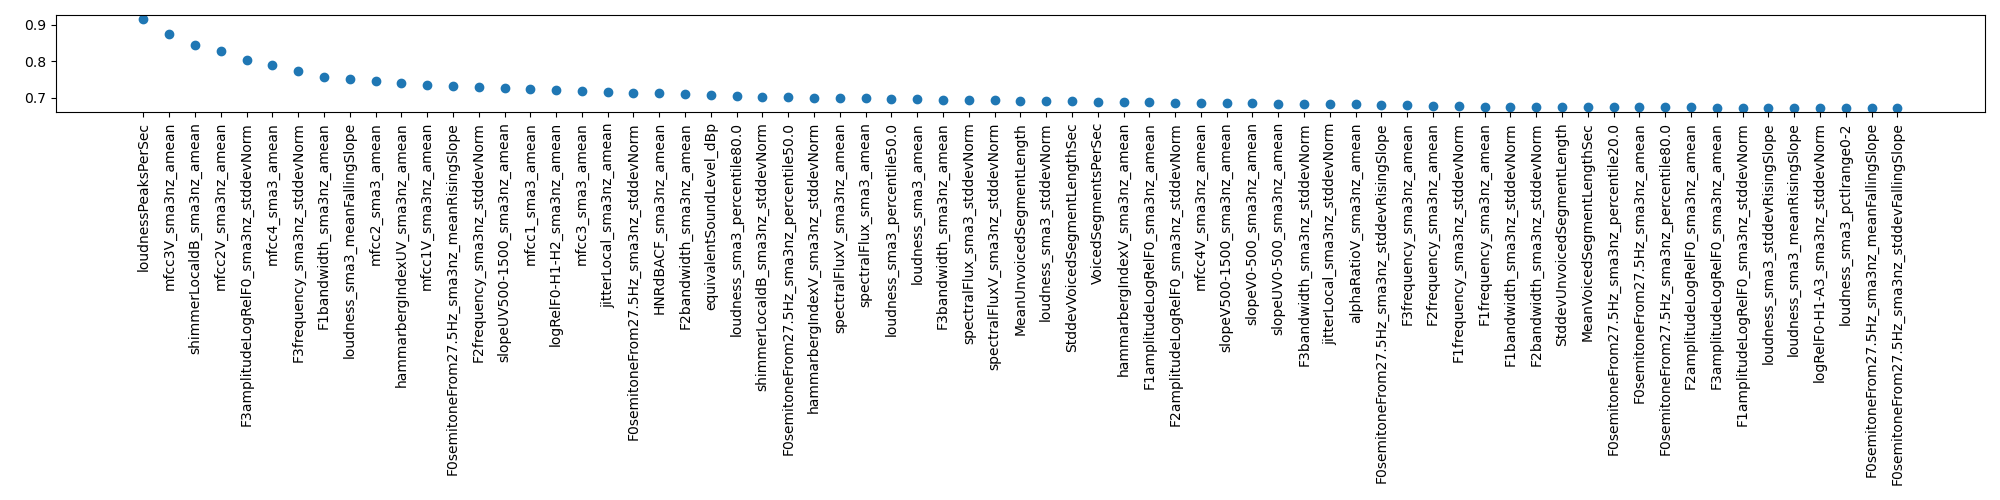 0.9
0.8
0.7
loudnessPeaksPerSec
mfcc3V_sma3nz_amean
shimmerLocaldB_sma3nz_amean
mfcc2V_sma3nz_amean
F3amplitudeLogRelF0_sma3nz_stddevNorm
mfcc4_sma3_amean
F3frequency_sma3nz_stddevNorm
F1bandwidth_sma3nz_amean
loudness_sma3_meanFallingSlope
mfcc2_sma3_amean
hammarbergIndexUV_sma3nz_amean
mfcc1V_sma3nz_amean
F0semitoneFrom27.5Hz_sma3nz_meanRisingSlope
F2frequency_sma3nz_stddevNorm
slopeUV500-1500_sma3nz_amean
mfcc1_sma3_amean
logRelF0-H1-H2_sma3nz_amean
mfcc3_sma3_amean
jitterLocal_sma3nz_amean
F0semitoneFrom27.5Hz_sma3nz_stddevNorm
HNRdBACF_sma3nz_amean
F2bandwidth_sma3nz_amean
equivalentSoundLevel_dBp
loudness_sma3_percentile80.0
shimmerLocaldB_sma3nz_stddevNorm
F0semitoneFrom27.5Hz_sma3nz_percentile50.0
hammarbergIndexV_sma3nz_stddevNorm
spectralFluxV_sma3nz_amean
spectralFlux_sma3_amean
loudness_sma3_percentile50.0
loudness_sma3_amean
F3bandwidth_sma3nz_amean
spectralFlux_sma3_stddevNorm
spectralFluxV_sma3nz_stddevNorm
MeanUnvoicedSegmentLength
loudness_sma3_stddevNorm
StddevVoicedSegmentLengthSec
VoicedSegmentsPerSec
hammarbergIndexV_sma3nz_amean
F1amplitudeLogRelF0_sma3nz_amean
F2amplitudeLogRelF0_sma3nz_stddevNorm
mfcc4V_sma3nz_amean
slopeV500-1500_sma3nz_amean
slopeV0-500_sma3nz_amean
slopeUV0-500_sma3nz_amean
F3bandwidth_sma3nz_stddevNorm
jitterLocal_sma3nz_stddevNorm
alphaRatioV_sma3nz_amean
F0semitoneFrom27.5Hz_sma3nz_stddevRisingSlope
F3frequency_sma3nz_amean
F2frequency_sma3nz_amean
F1frequency_sma3nz_stddevNorm
F1frequency_sma3nz_amean
F1bandwidth_sma3nz_stddevNorm
F2bandwidth_sma3nz_stddevNorm
StddevUnvoicedSegmentLength
MeanVoicedSegmentLengthSec
F0semitoneFrom27.5Hz_sma3nz_percentile20.0
F0semitoneFrom27.5Hz_sma3nz_amean
F0semitoneFrom27.5Hz_sma3nz_percentile80.0
F2amplitudeLogRelF0_sma3nz_amean
F3amplitudeLogRelF0_sma3nz_amean
F1amplitudeLogRelF0_sma3nz_stddevNorm
loudness_sma3_stddevRisingSlope
loudness_sma3_meanRisingSlope
logRelF0-H1-A3_sma3nz_stddevNorm
loudness_sma3_pctlrange0-2
F0semitoneFrom27.5Hz_sma3nz_meanFallingSlope
F0semitoneFrom27.5Hz_sma3nz_stddevFallingSlope